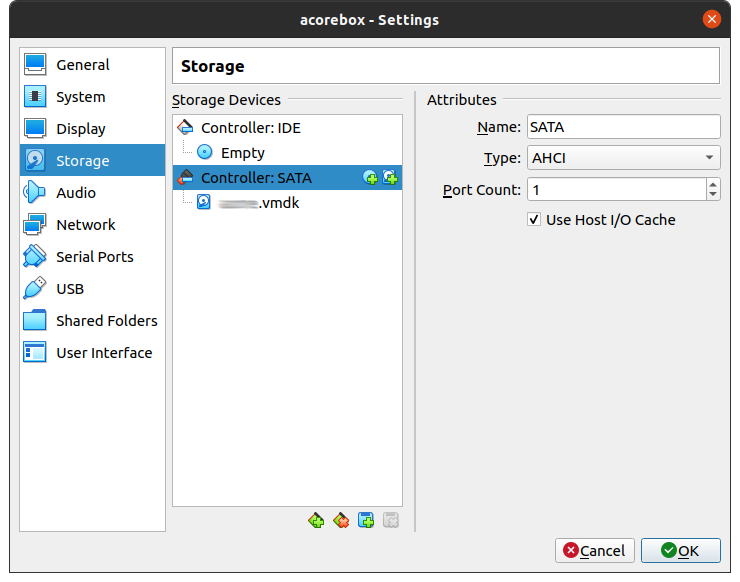 acorebox - Settings
General
System
Display
Storage
Audio
Network
Serial Ports
USB
Shared Folders
User Interface
Storage
Storage Devices
Controller: IDE
Empty
Controller: SATA
.vmdk
Attributes
Name: SATA
Type: AHCI
Port Count: 1
Use Host I/O Cache
Cancel
OK